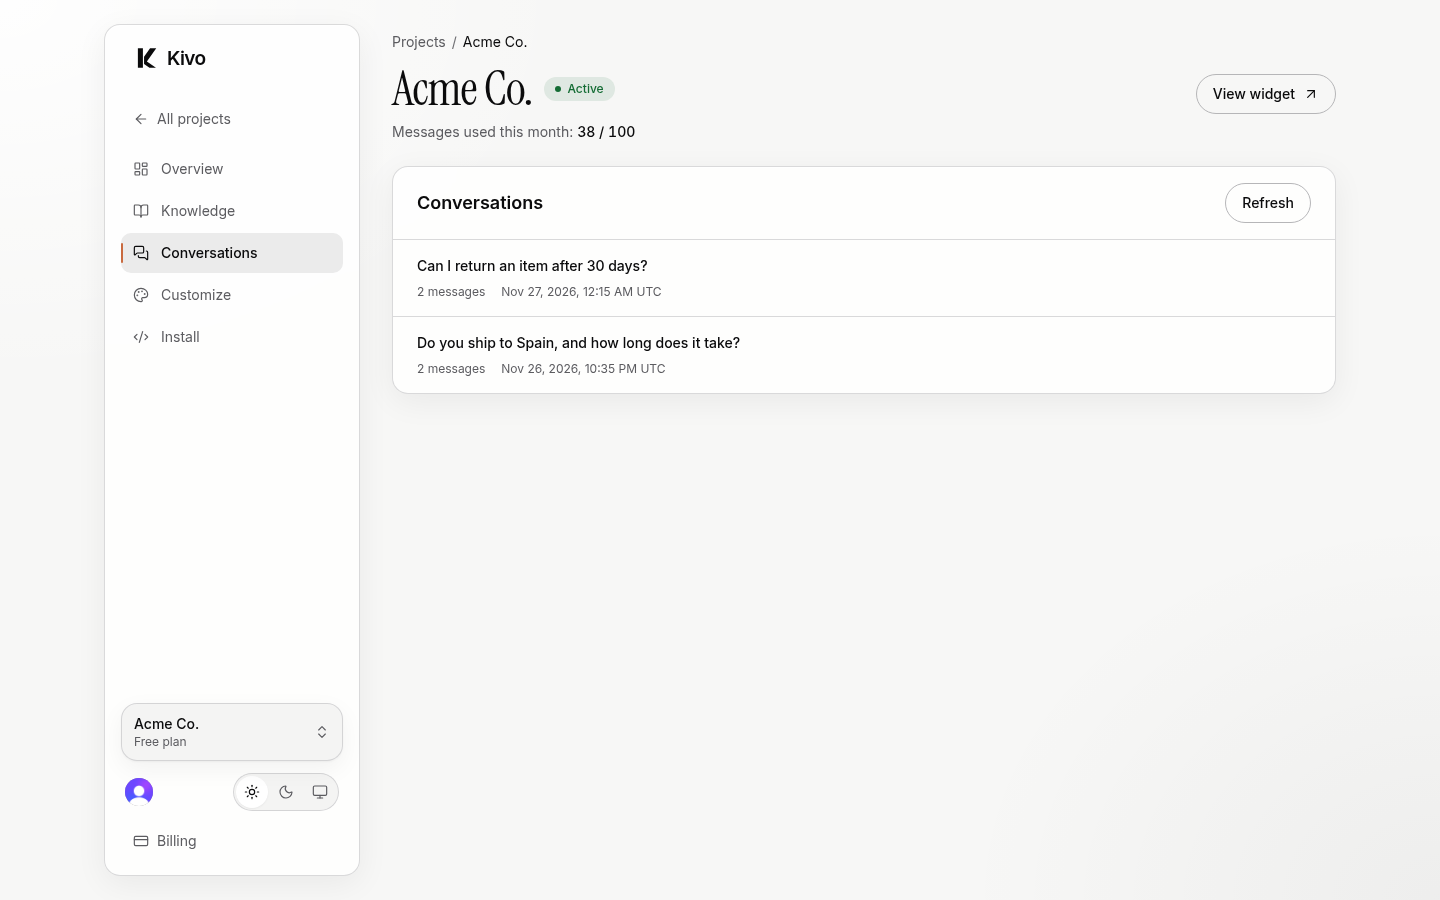 Kivo
All projects
Overview
Knowledge
Conversations
Customize
Install
Acme Co.
Free plan
Billing
Projects / Acme Co.
Acme Co.
Active
Messages used this month: 38 / 100
View widget
Conversations
Refresh
Can I return an item after 30 days?
2 messages Nov 27, 2026, 12:15 AM UTC
Do you ship to Spain, and how long does it take?
2 messages Nov 26, 2026, 10:35 PM UTC